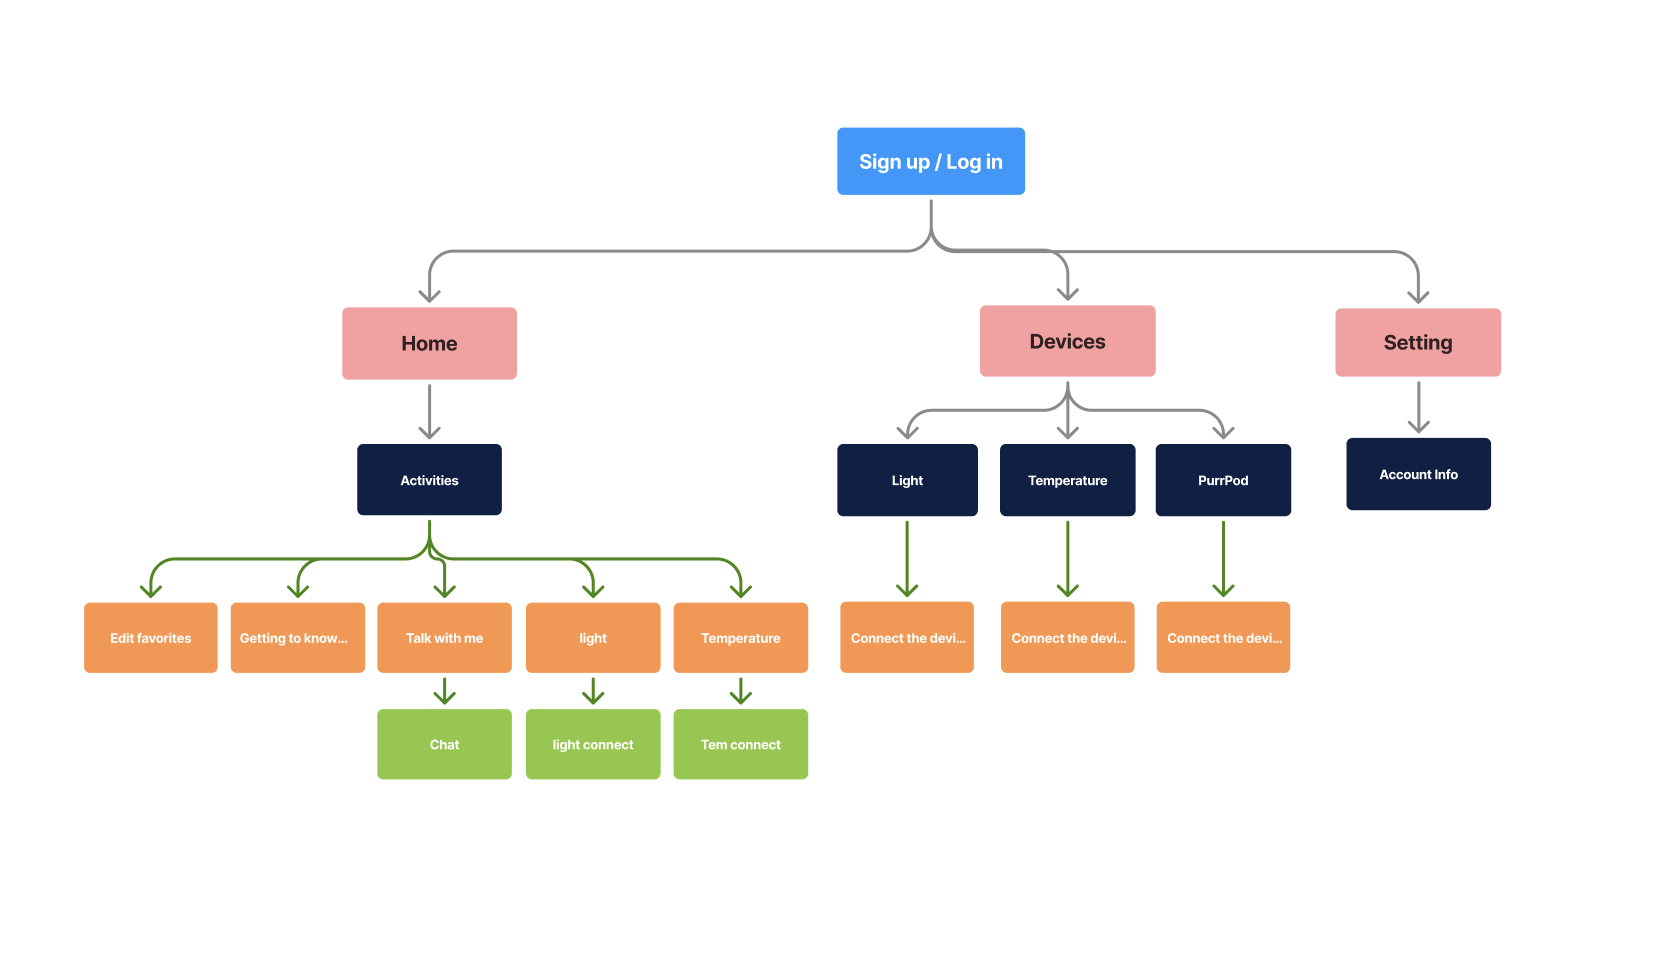 Sign up / Log in
Home
Devices
Setting
Activities
Light
Temperature
PurrPod
Account Info
Edit favorites
Getting to know...
Talk with me
light
Temperature
Connect the devi...
Connect the devi...
Connect the devi...
Chat
light connect
Tem connect